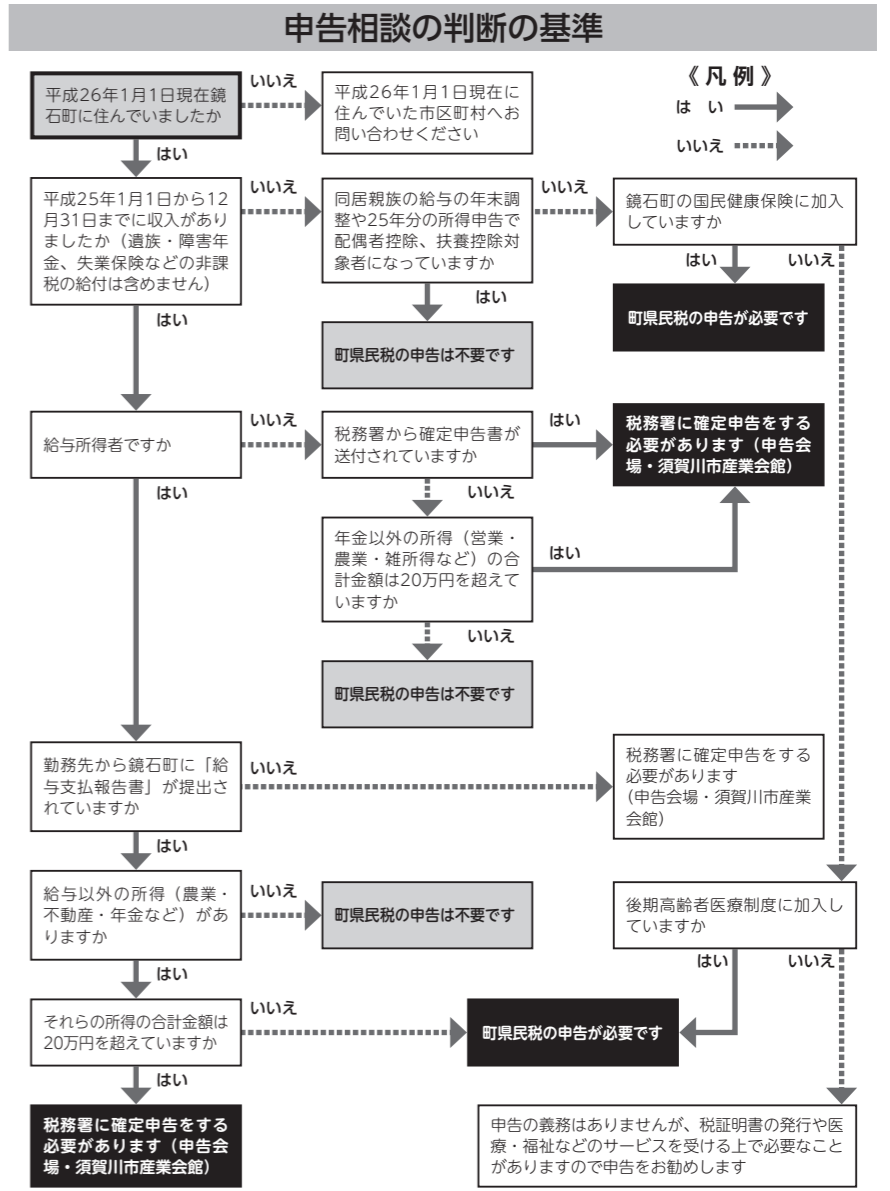 申告相談の判断の基準
平成26年1月1日現在鏡
石町に住んでいましたか
いいえ
平成26年1月1日現在に
住んでいた市区町村へお
問い合わせください
《 凡 例 》
は い
いいえ
はい
平成25年1月1日から12
月31日までに収入があり
ましたか（遺族・障害年
金、失業保険などの非課
税の給付は含めません）
いいえ
同居親族の給与の年末調
整や25年分の所得申告で
配偶者控除、扶養控除対
象者になっていますか
いいえ
鏡石町の国民健康保険に加入
していますか
はい
いいえ
はい
はい
町県民税の申告は不要です
町県民税の申告が必要です
給与所得者ですか
いいえ
税務署から確定申告書が
送付されていますか
はい
税務署に確定申告をする
必要があります（申告会
場・須賀川市産業会館）
はい
いいえ
年金以外の所得（営業・
農業・雑所得など）の合
計金額は20万円を超えて
いますか
はい
いいえ
町県民税の申告は不要です
勤務先から鏡石町に「給
与支払報告書」が提出さ
れていますか
いいえ
税務署に確定申告をする
必要があります
（申告会場・須賀川市産業
会館）
はい
給与以外の所得（農業・
不動産・年金など）があ
りますか
いいえ
町県民税の申告は不要です
後期高齢者医療制度に加入し
ていますか
はい
はい
いいえ
それらの所得の合計金額は
20万円を超えていますか
いいえ
町県民税の申告が必要です
はい
税務署に確定申告をする
必要があります（申告会
場・須賀川市産業会館）
申告の義務はありませんが、税証明書の発行や医
療・福祉などのサービスを受ける上で必要なこと
がありますので申告をお勧めします